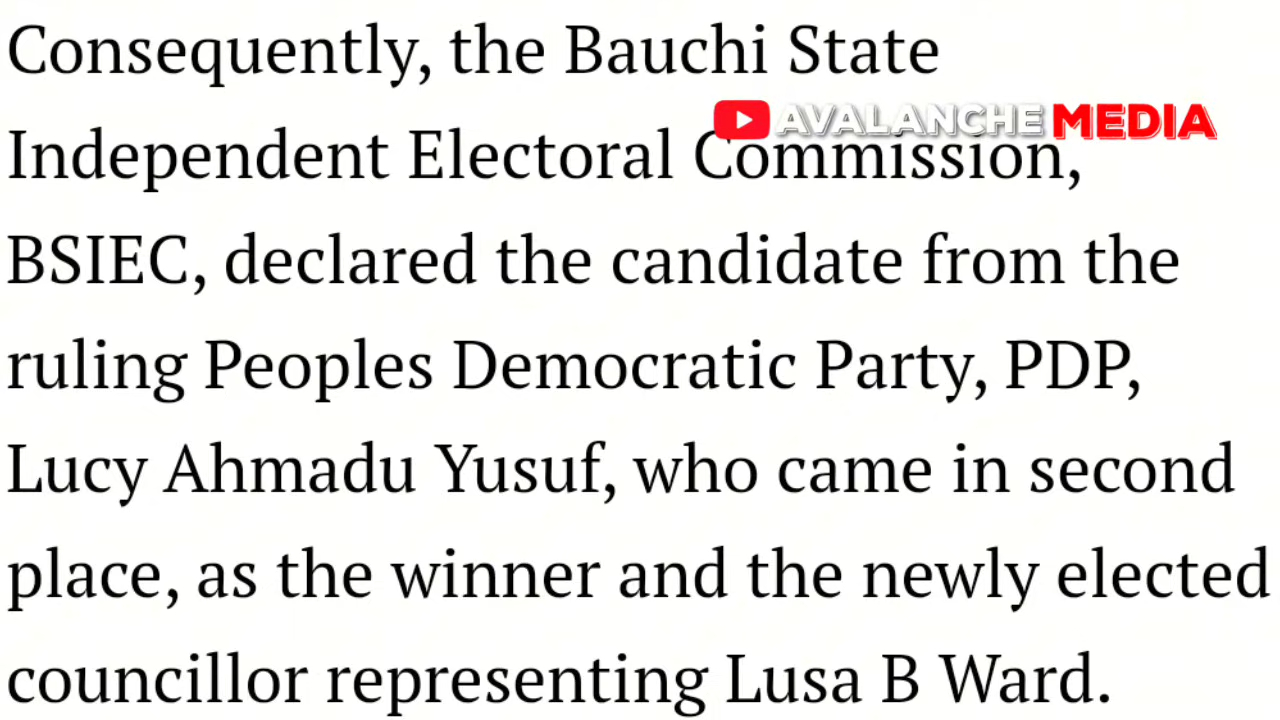 Consequently, the Bauchi State
AVALANCHE MEDIA
Independent Electoral Commission,
BSIEC, declared the candidate from the
ruling Peoples Democratic Party, PDP,
Lucy Ahmadu Yusuf, who came in second
place, as the winner and the newly elected
councillor representing Lusa B Ward.